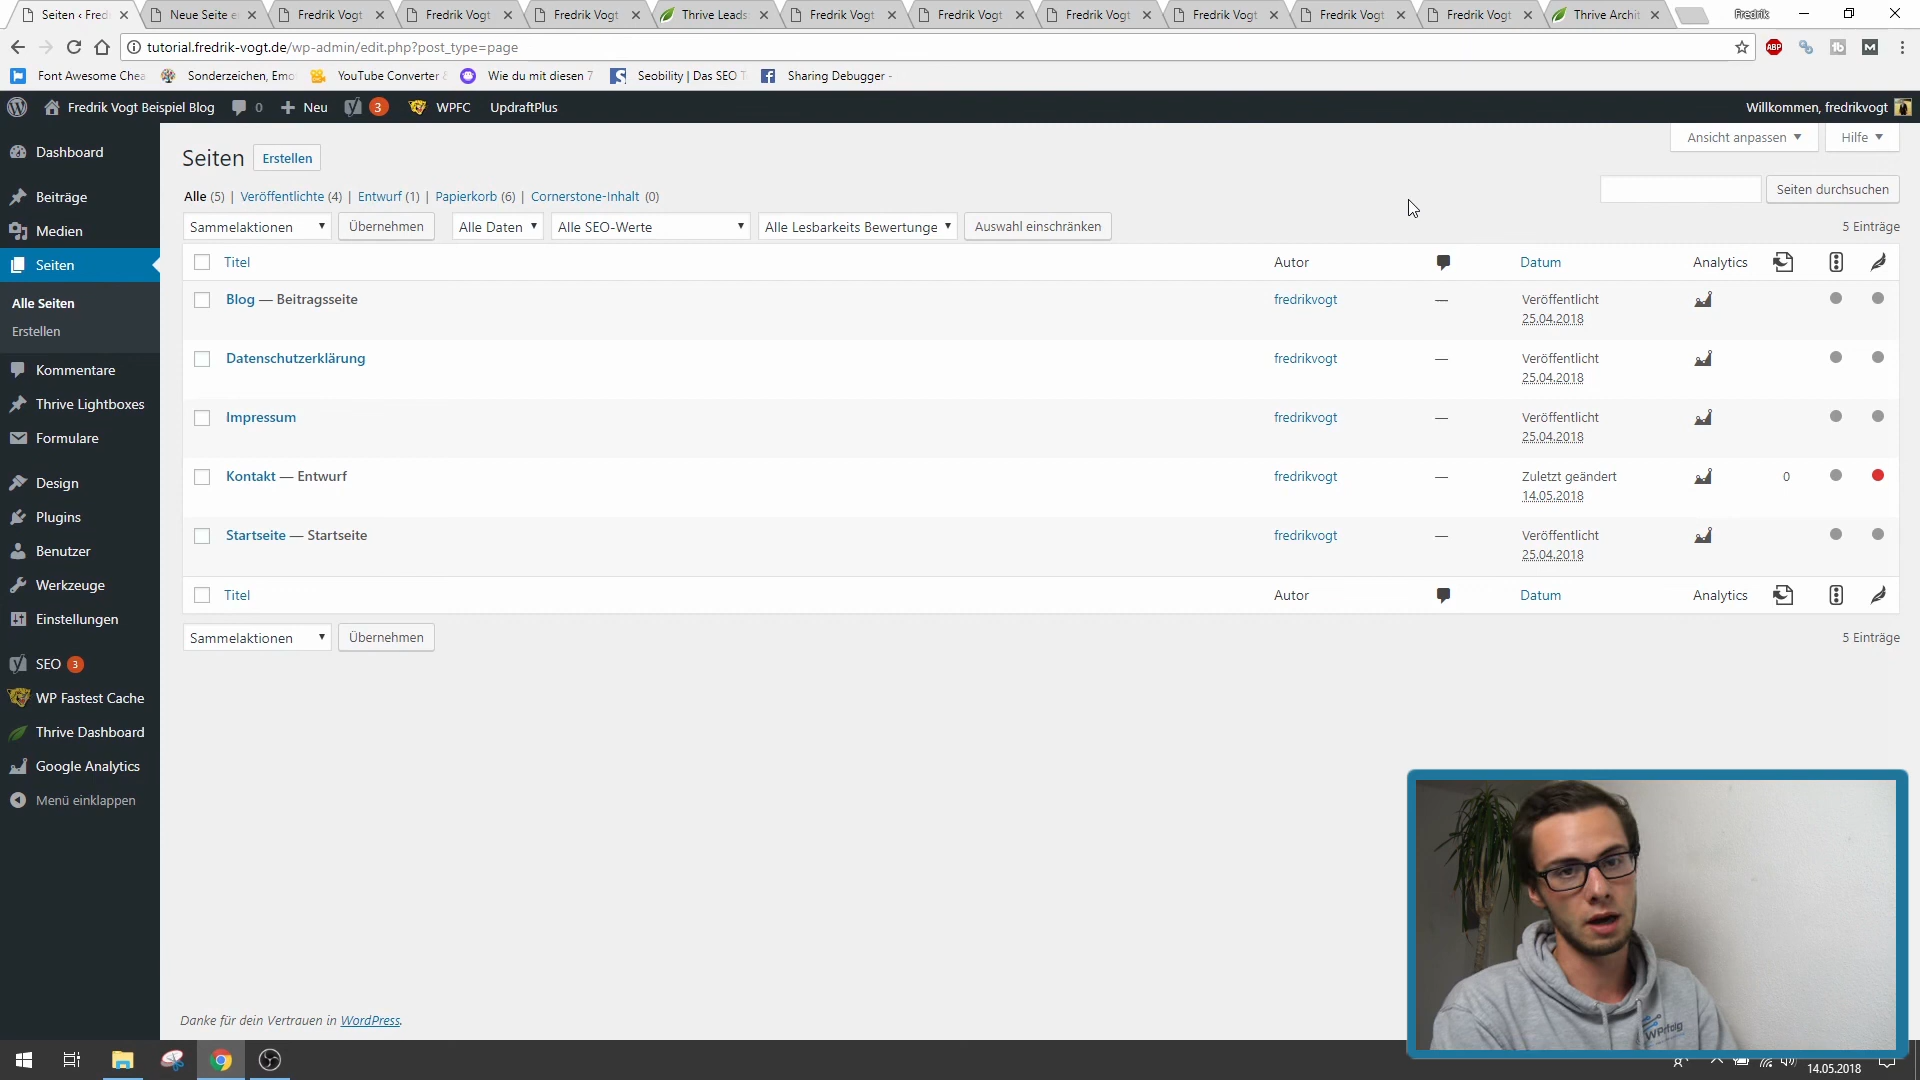 Seiten ‹ Fred
Neue Seite e
Fredrik Vogt
Fredrik Vogt
Fredrik Vogt
Thrive Leads
Fredrik Vogt
Fredrik Vogt
Fredrik Vogt
Fredrik Vogt
Fredrik Vogt
Fredrik Vogt
Thrive Archit
Fredrik
tutorial.fredrik-vogt.de/wp-admin/edit.php?post_type=page
ABP
Font Awesome Chea
Sonderzeichen, Emo
YouTube Converter
Wie du mit diesen 7
Seobility | Das SEO T
Sharing Debugger -
Fredrik Vogt Beispiel Blog
0
Neu
3
WPFC
UpdraftPlus
Willkommen, fredrikvogt
Ansicht anpassen
Hilfe
Dashboard
Beiträge
Medien
Seiten
Alle Seiten
Erstellen
Kommentare
Thrive Lightboxes
Formulare
Design
Plugins
Benutzer
Werkzeuge
Einstellungen
SEO 3
WP Fastest Cache
Thrive Dashboard
Google Analytics
Menü einklappen
Seiten
Erstellen
Alle (5) | Veröffentlichte (4) | Entwurf (1) | Papierkorb (6) | Cornerstone-Inhalt (0)
Seiten durchsuchen
Sammelaktionen
Übernehmen
Alle Daten
Alle SEO-Werte
Alle Lesbarkeits Bewertunge
Auswahl einschränken
5 Einträge
Titel
Autor
Datum
Analytics
Blog — Beitragsseite
fredrikvogt
—
Veröffentlicht
25.04.2018
Datenschutzerklärung
fredrikvogt
—
Veröffentlicht
25.04.2018
Impressum
fredrikvogt
—
Veröffentlicht
25.04.2018
Kontakt — Entwurf
fredrikvogt
—
Zuletzt geändert
14.05.2018
0
Startseite — Startseite
fredrikvogt
—
Veröffentlicht
25.04.2018
Titel
Autor
Datum
Analytics
Sammelaktionen
Übernehmen
5 Einträge
Danke für dein Vertrauen in WordPress.
14.05.2018